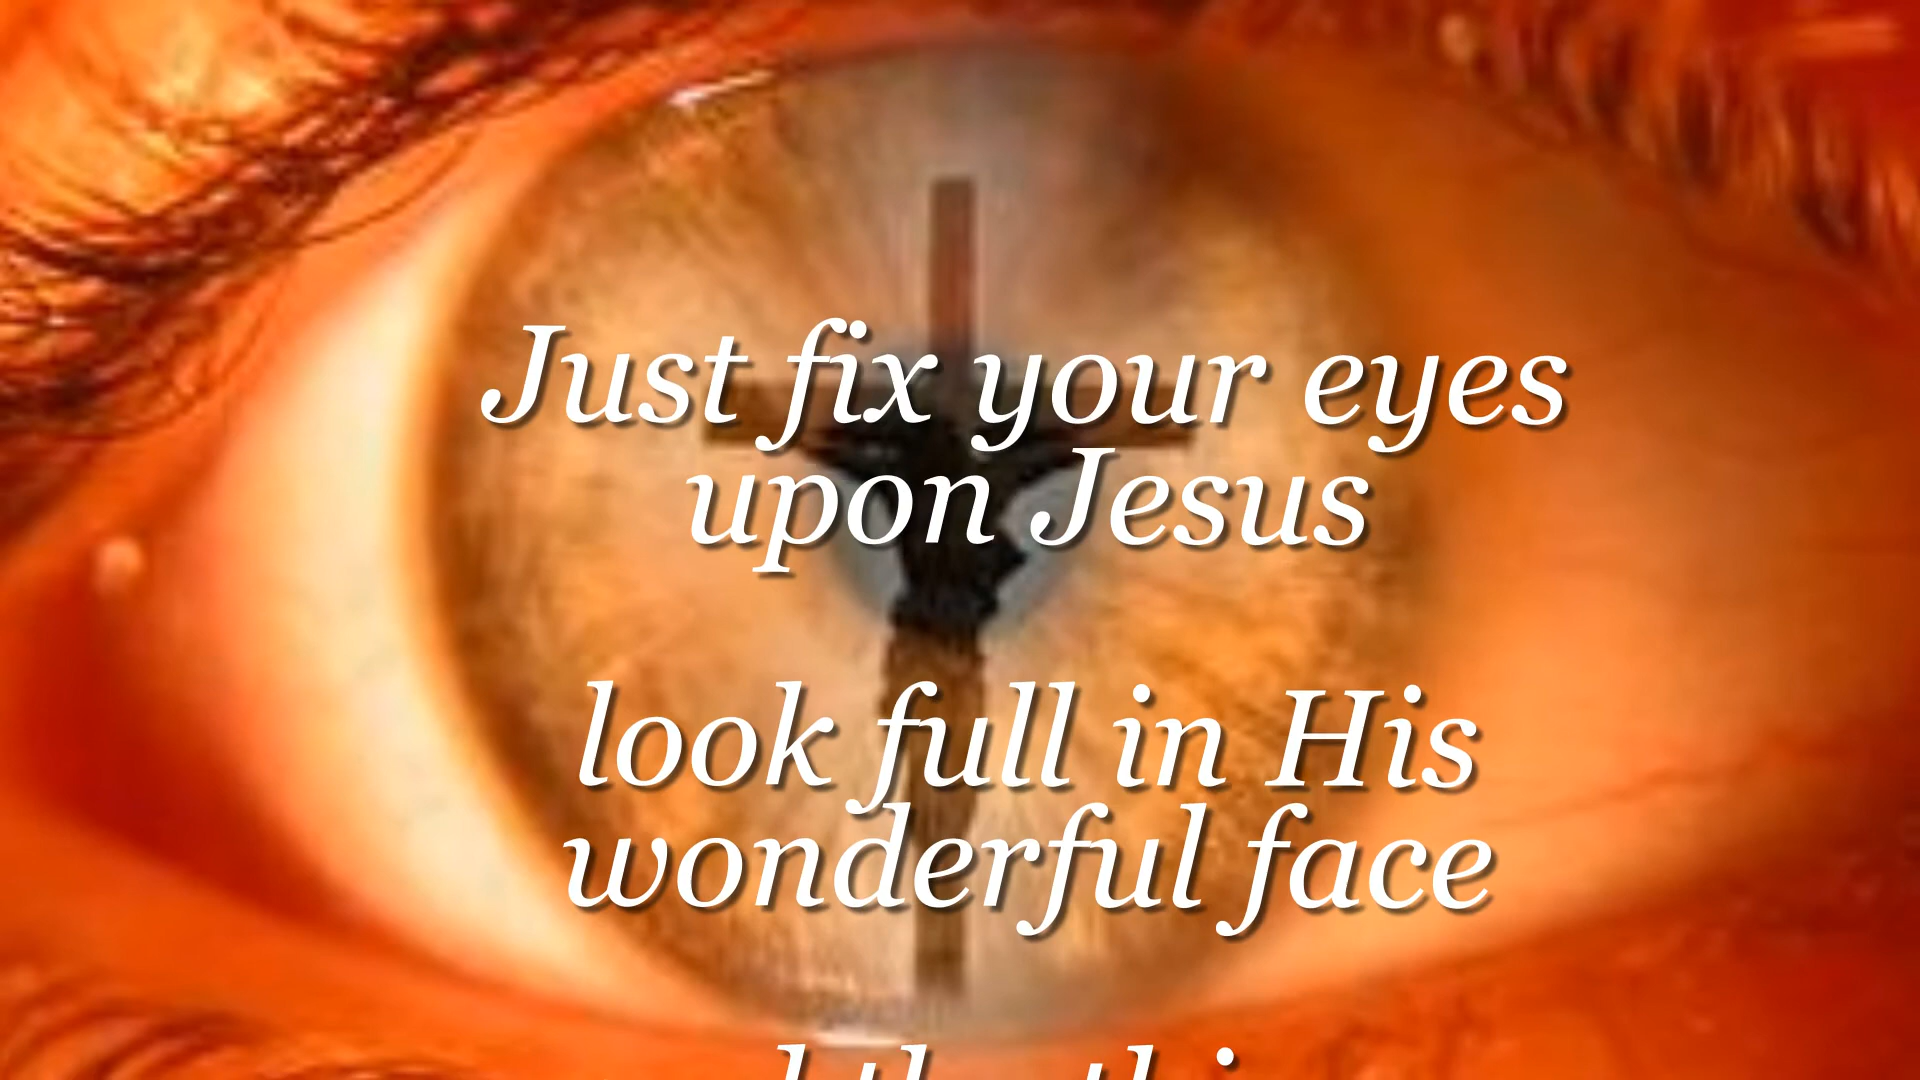 Just fix your eyes
upon Jesus
look full in His
wonderful face